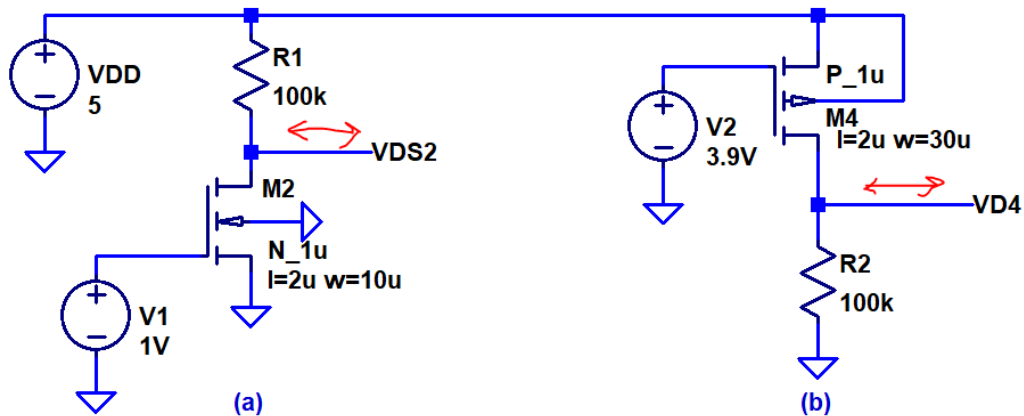 VDD
5
R1
100k
VDS2
M2
N_1u
l=2u w=10u
V1
1V
(a)
P_1u
M4
l=2u w=30u
V2
3.9V
VD4
R2
100k
(b)